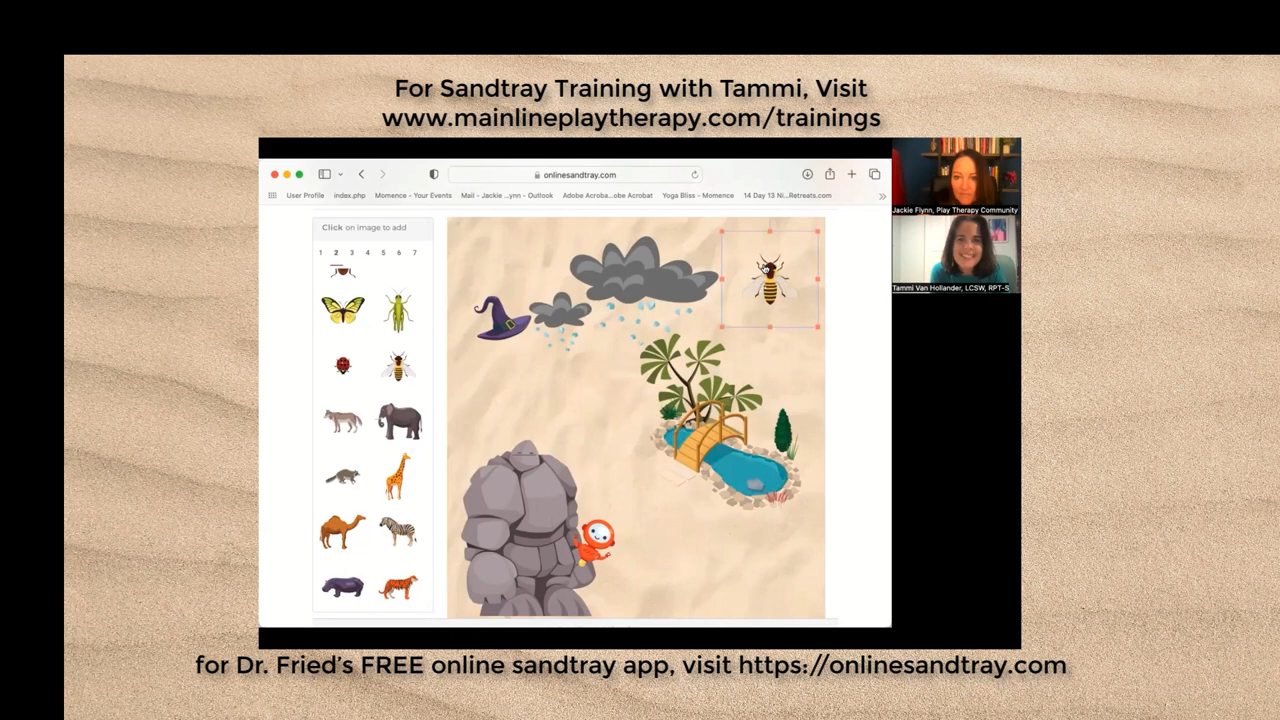 For Sandtray Training with Tammi, Visit
www.mainlineplaytherapy.com/trainings
onlinesandtray.com
User Profile index.php Momence - Your Events Mail - Jackie ...ynn - Outlook Adobe Acroba...obe Acrobat Yoga Bliss - Momence 14 Day 13 Ni...Retreats.com
Click on image to add
1 2 3 4 5 6 7
Jackie Flynn, Play Therapy Community
Tammi Van Hollander, LCSW, RPT-S
for Dr. Fried's FREE online sandtray app, visit https://onlinesandtray.com